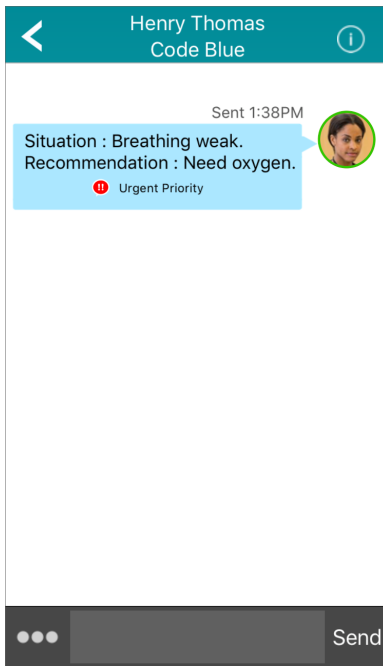 Henry Thomas
Code Blue
Sent 1:38PM
Situation : Breathing weak.
Recommendation : Need oxygen.
!! Urgent Priority
Send